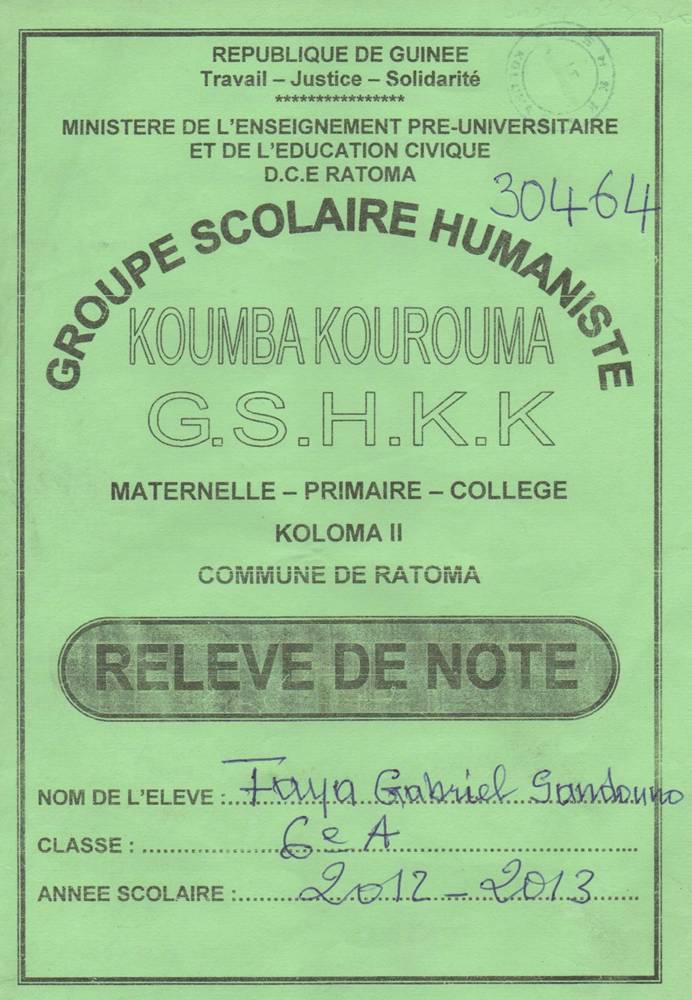 REPUBLIQUE DE GUINEE
Travail – Justice – Solidarité
****************
MINISTERE DE L'ENSEIGNEMENT PRE-UNIVERSITAIRE
ET DE L'EDUCATION CIVIQUE
D.C.E RATOMA
30464
GROUPE SCOLAIRE HUMANISTE
KOUMBA KOUROUMA
G.S.H.K.K
MATERNELLE – PRIMAIRE – COLLEGE
KOLOMA II
COMMUNE DE RATOMA
RELEVE DE NOTE
NOM DE L'ELEVE : Faya Gabriel Sandouno
CLASSE : 6e A
ANNEE SCOLAIRE : 2012 – 2013